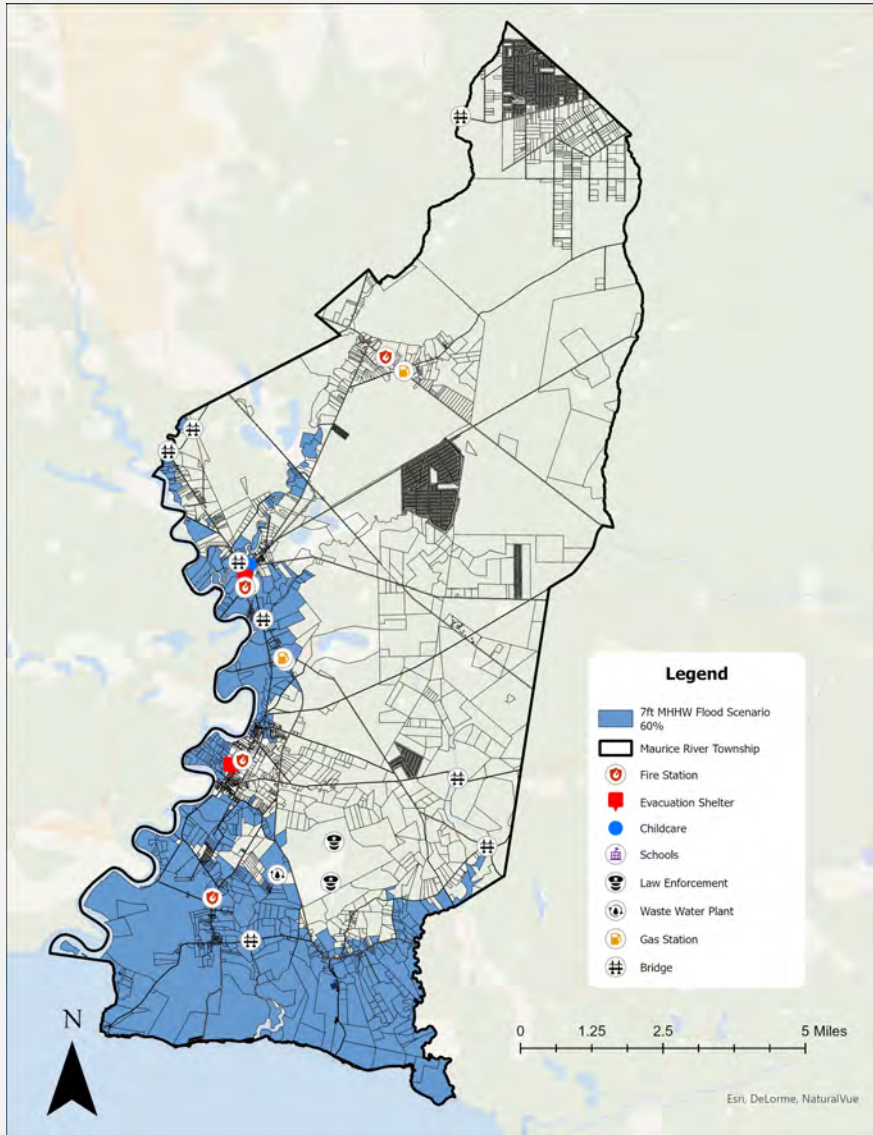 Legend
7ft MHHW Flood Scenario
60%
Maurice River Township
Fire Station
Evacuation Shelter
Childcare
Schools
Law Enforcement
Waste Water Plant
Gas Station
Bridge
N
0 1.25 2.5 5 Miles
Esri, DeLorme, NaturalVue